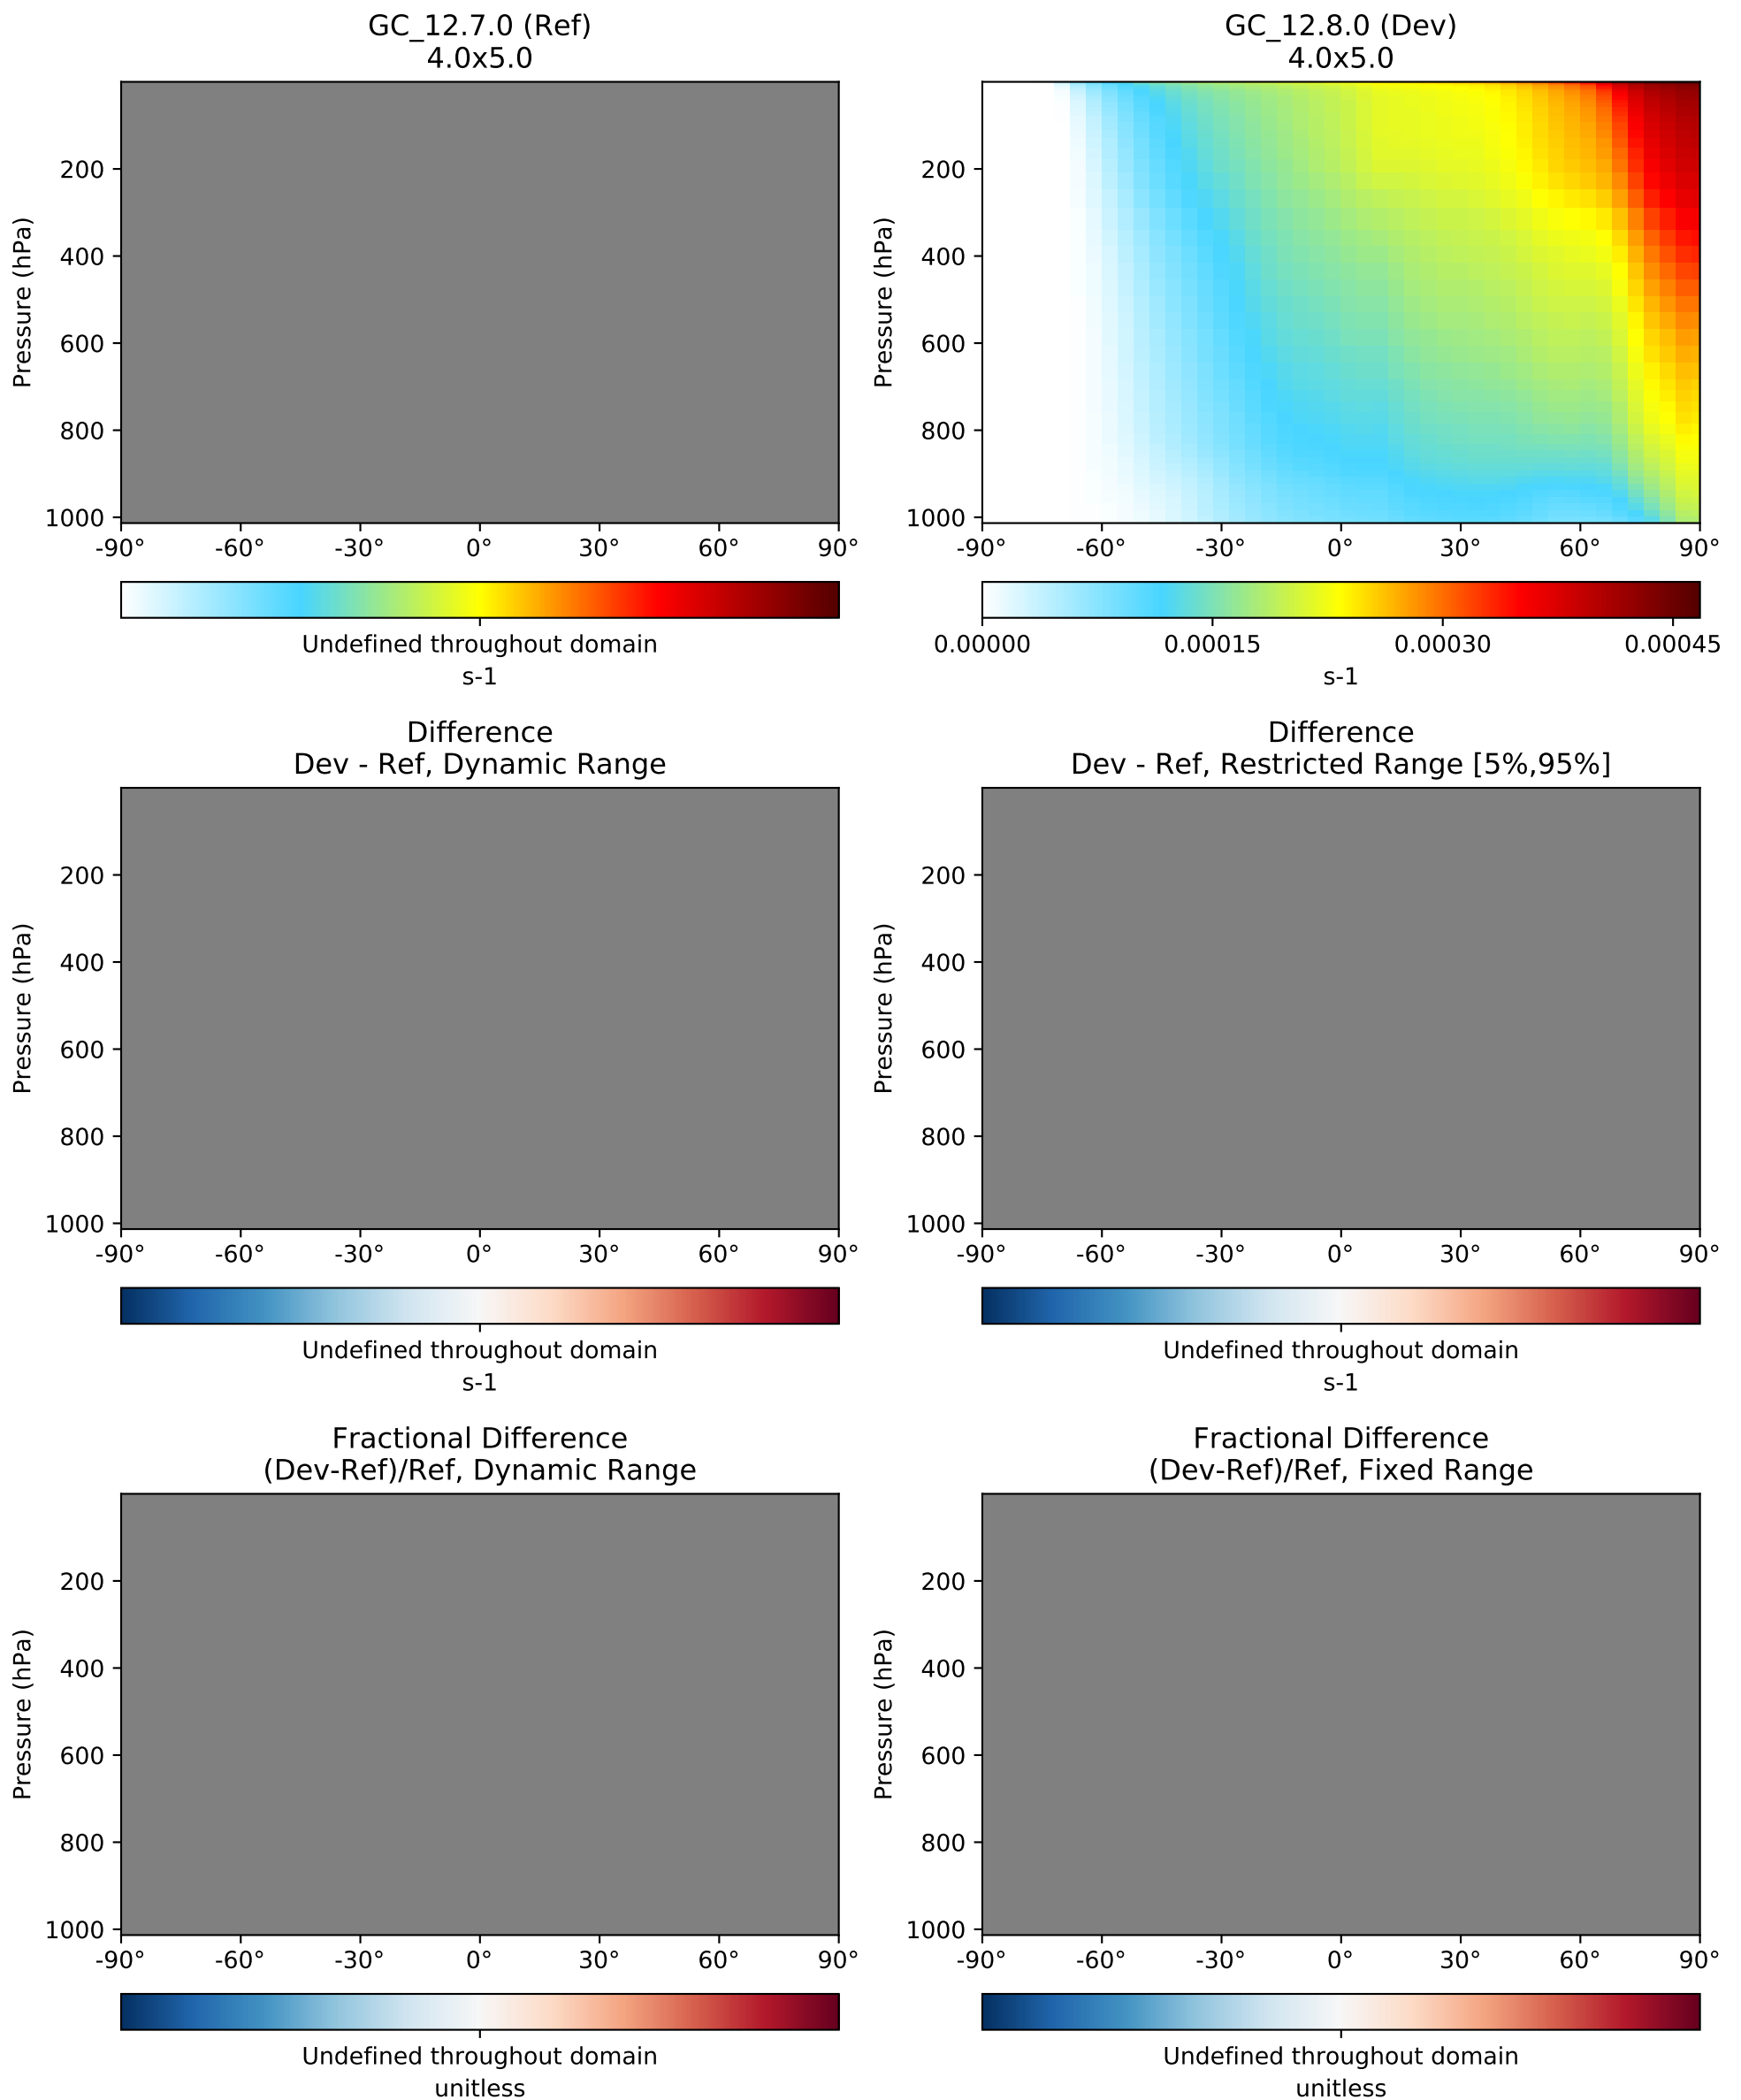 GC_12.7.0 (Ref)
4.0x5.0
Pressure (hPa)
200
400
600
800
1000
-90° -60° -30° 0° 30° 60° 90°
Undefined throughout domain
s-1
GC_12.8.0 (Dev)
4.0x5.0
Pressure (hPa)
200
400
600
800
1000
-90° -60° -30° 0° 30° 60° 90°
0.00000 0.00015 0.00030 0.00045
s-1
Difference
Dev - Ref, Dynamic Range
Pressure (hPa)
200
400
600
800
1000
-90° -60° -30° 0° 30° 60° 90°
Undefined throughout domain
s-1
Difference
Dev - Ref, Restricted Range [5%,95%]
Pressure (hPa)
200
400
600
800
1000
-90° -60° -30° 0° 30° 60° 90°
Undefined throughout domain
s-1
Fractional Difference
(Dev-Ref)/Ref, Dynamic Range
Pressure (hPa)
200
400
600
800
1000
-90° -60° -30° 0° 30° 60° 90°
Undefined throughout domain
unitless
Fractional Difference
(Dev-Ref)/Ref, Fixed Range
Pressure (hPa)
200
400
600
800
1000
-90° -60° -30° 0° 30° 60° 90°
Undefined throughout domain
unitless